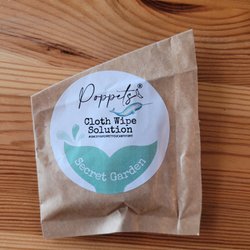 Poppets
Cloth Wipe
Solution
Secret Garden